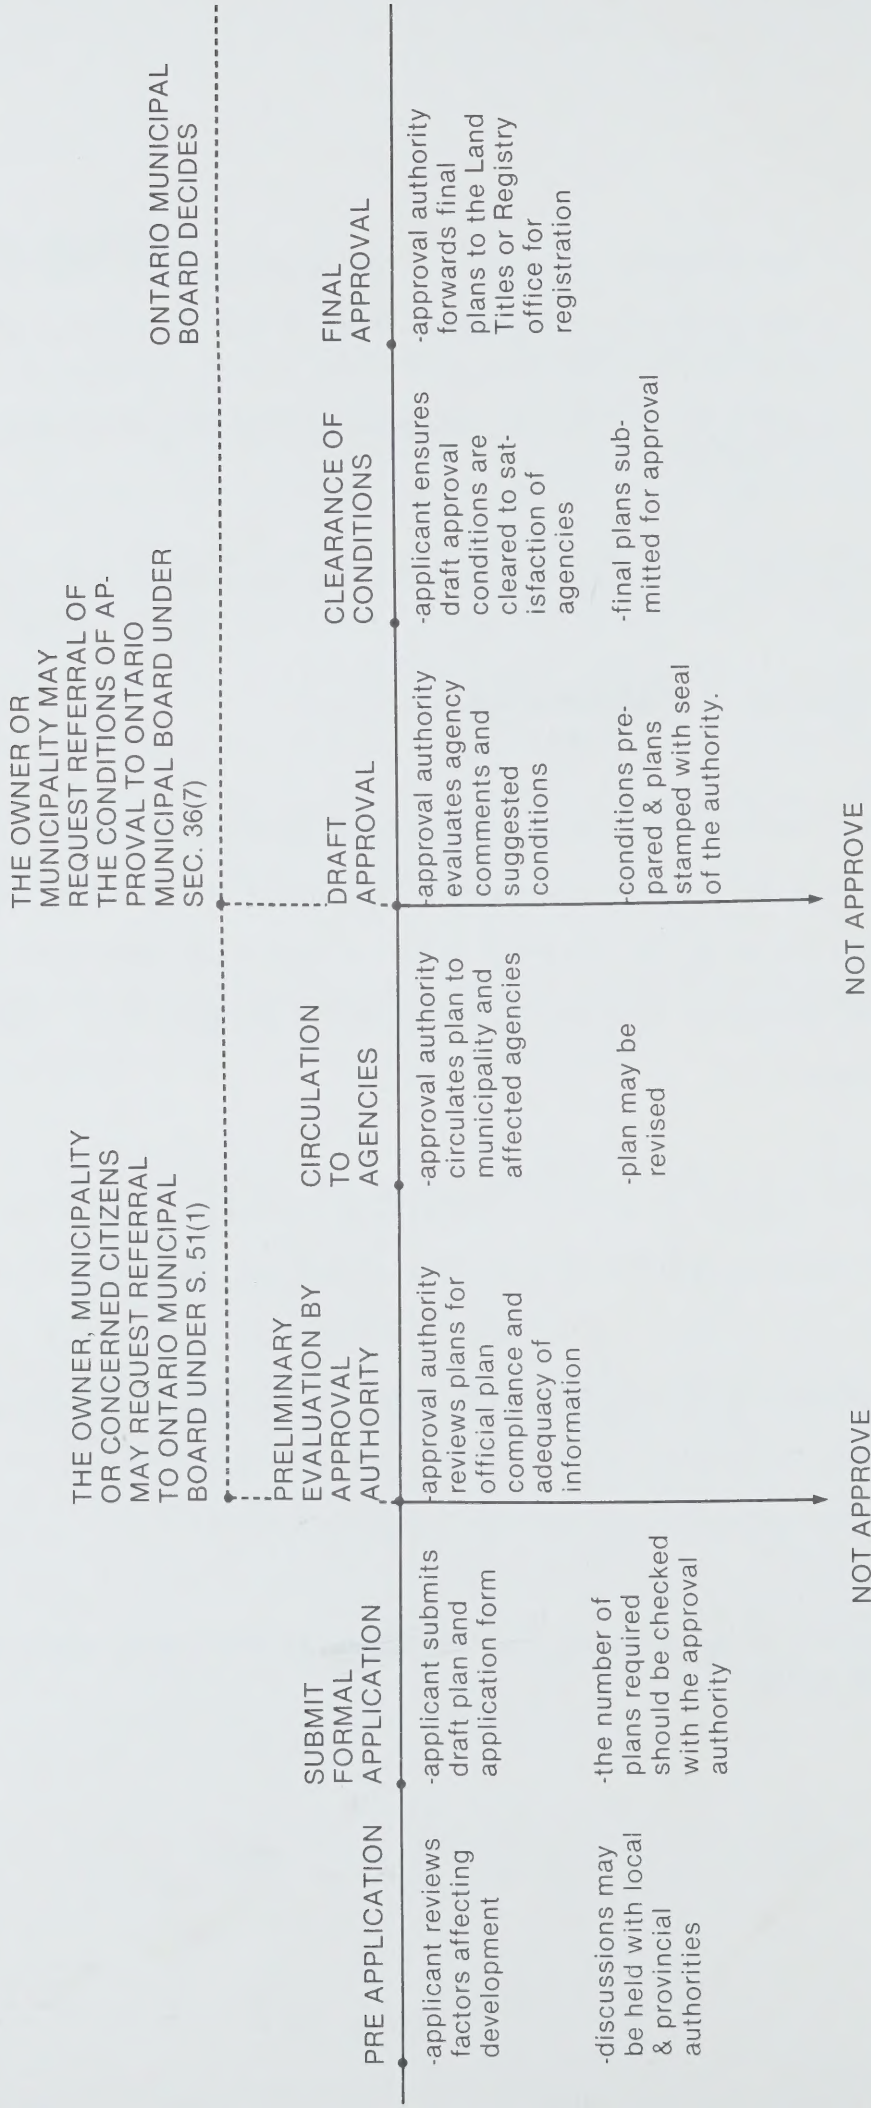 THE OWNER, MUNICIPALITY
OR CONCERNED CITIZENS
MAY REQUEST REFERRAL
TO ONTARIO MUNICIPAL
BOARD UNDER S. 51(1)
THE OWNER OR
MUNICIPALITY MAY
REQUEST REFERRAL OF
THE CONDITIONS OF AP-
PROVAL TO ONTARIO
MUNICIPAL BOARD UNDER
SEC. 36(7)
ONTARIO MUNICIPAL
BOARD DECIDES
PRE APPLICATION
-applicant reviews
factors affecting
development
-discussions may
be held with local
& provincial
authorities
SUBMIT
FORMAL
APPLICATION
-applicant submits
draft plan and
application form
-the number of
plans required
should be checked
with the approval
authority
PRELIMINARY
EVALUATION BY
APPROVAL
AUTHORITY
-approval authority
reviews plans for
official plan
compliance and
adequacy of
information
NOT APPROVE
CIRCULATION
TO
AGENCIES
-approval authority
circulates plan to
municipality and
affected agencies
-plan may be
revised
DRAFT
APPROVAL
-approval authority
evaluates agency
comments and
suggested
conditions
-conditions pre-
pared & plans
stamped with seal
of the authority.
NOT APPROVE
CLEARANCE OF
CONDITIONS
-applicant ensures
draft approval
conditions are
cleared to sat-
isfaction of
agencies
-final plans sub-
mitted for approval
FINAL
APPROVAL
-approval authority
forwards final
plans to the Land
Titles or Registry
office for
registration